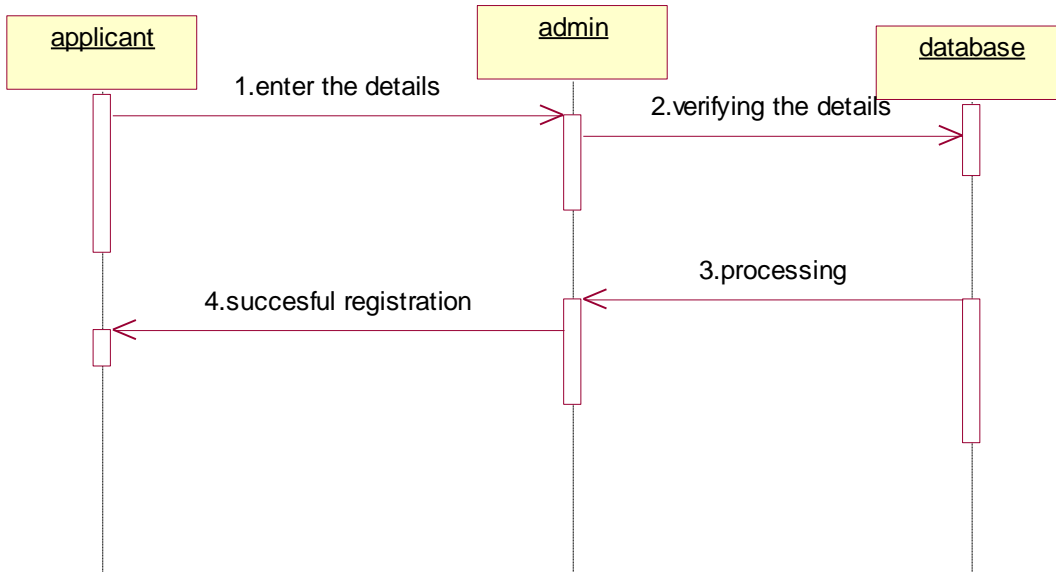 applicant
admin
database
1.enter the details
2.verifying the details
3.processing
4.succesful registration